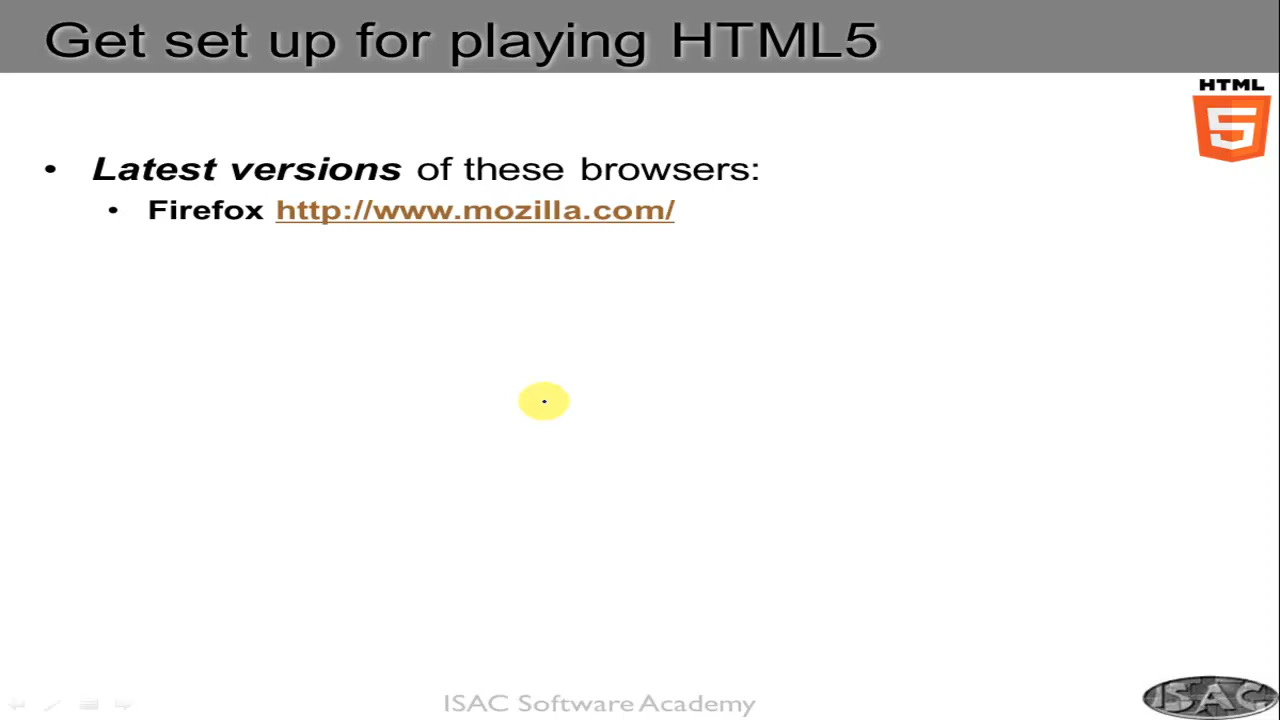 Get set up for playing HTML5
HTML
5
• Latest versions of these browsers:
• Firefox http://www.mozilla.com/
ISAC Software Academy
ISAC